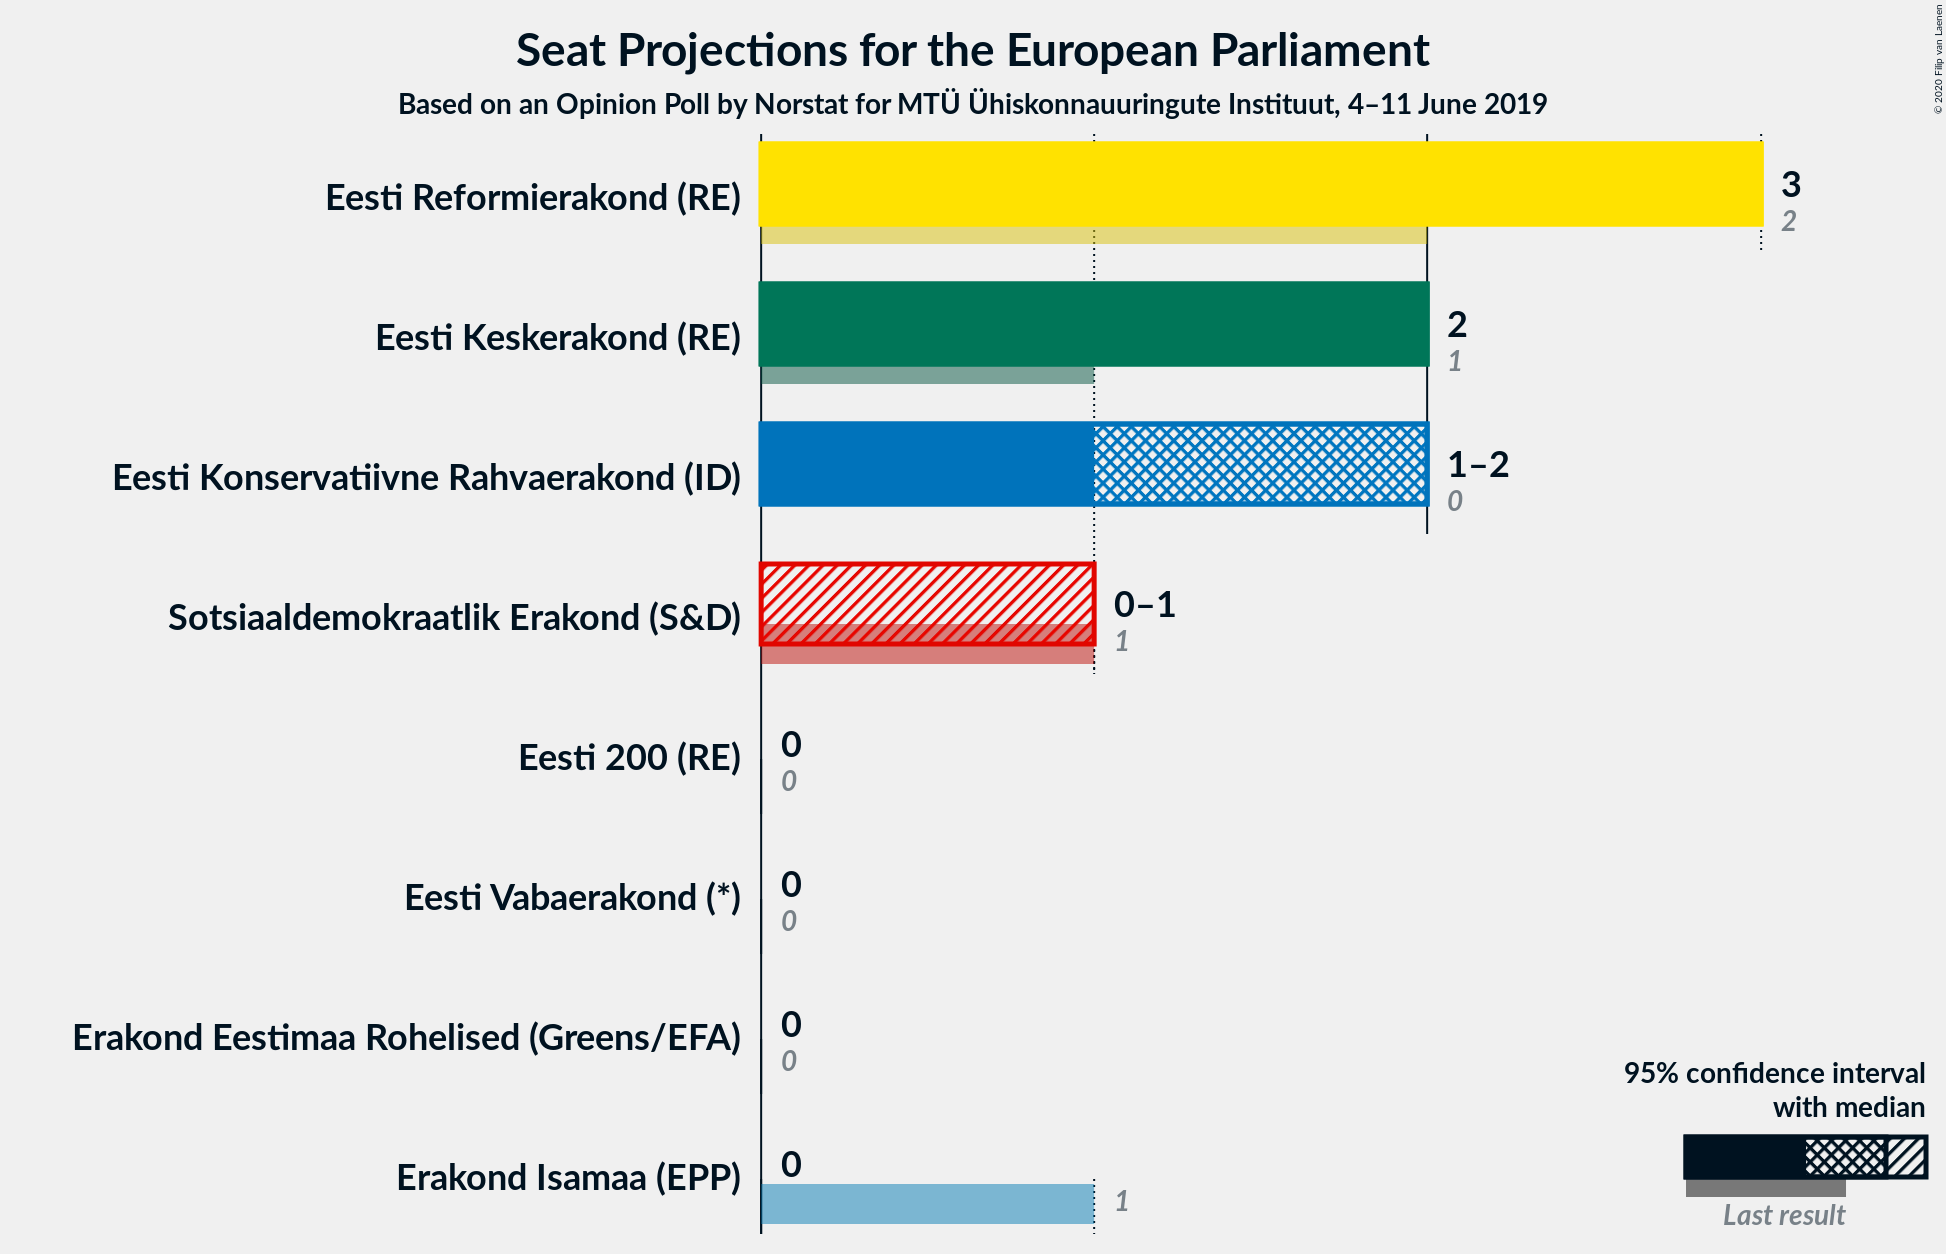 Seat Projections for the European Parliament
Based on an Opinion Poll by Norstat for MTÜ Ühiskonnauuringute Instituut, 4–11 June 2019
© 2020 Filip van Laenen
Eesti Reformierakond (RE)
3
2
Eesti Keskerakond (RE)
2
1
Eesti Konservatiivne Rahvaerakond (ID)
1–2
0
Sotsiaaldemokraatlik Erakond (S&D)
0–1
1
Eesti 200 (RE)
0
0
Eesti Vabaerakond (*)
0
0
Erakond Eestimaa Rohelised (Greens/EFA)
0
0
Erakond Isamaa (EPP)
0
1
95% confidence interval
with median
Last result